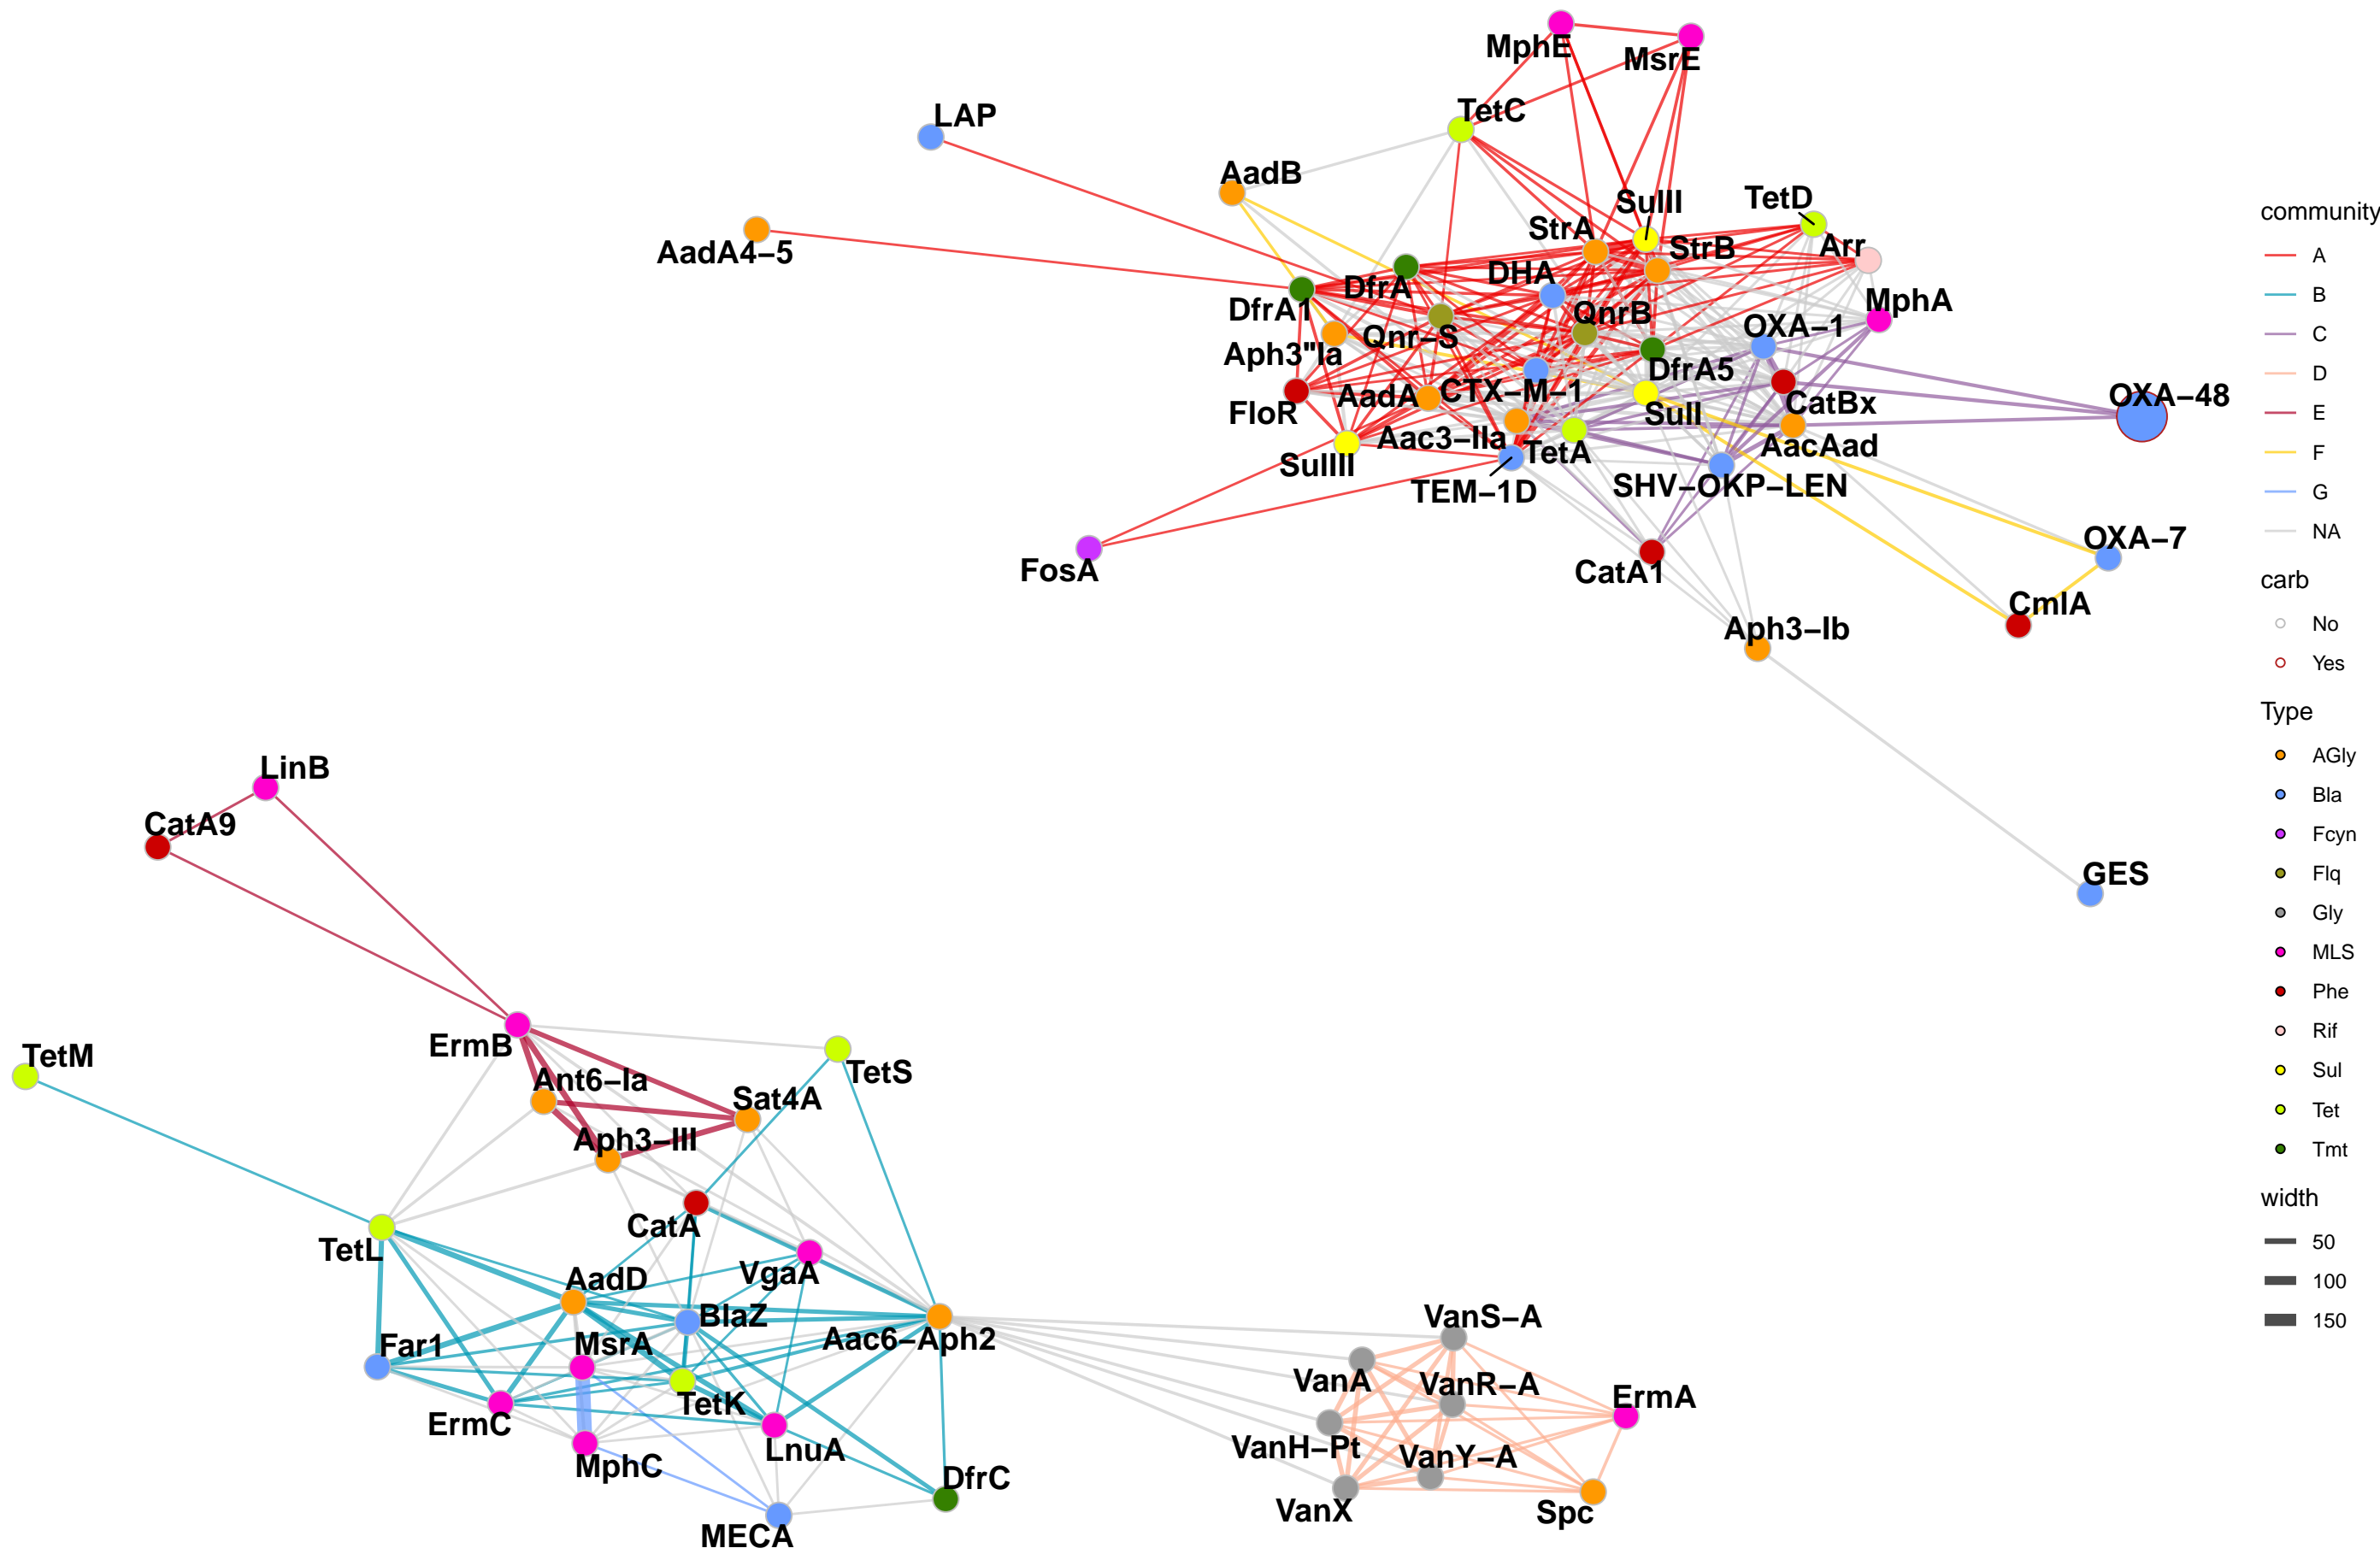 MphE
MsrE
LAP
TetC
AadB
SulII
TetD
StrA
StrB
Arr
AadA4−5
DHA
DfrA
MphA
DfrA1
QnrB
OXA−1
Qnr−S
Aph3"Ia
DfrA5
AadA
CTX−M−1
OXA−48
FloR
SulI
CatBx
Aac3−IIa
TetA
AacAad
SulIII
TEM−1D
SHV−OKP−LEN
OXA−7
FosA
CatA1
CmlA
Aph3−Ib
LinB
CatA9
GES
ErmB
TetM
TetS
Ant6−Ia
Sat4A
Aph3−III
CatA
TetL
VgaA
AadD
BlaZ
VanS−A
Aac6−Aph2
Far1
MsrA
VanA
VanR−A
TetK
ErmA
ErmC
LnuA
VanH−Pt
VanY−A
MphC
DfrC
VanX
Spc
MECA
community
A
B
C
D
E
F
G
NA
carb
No
Yes
Type
AGly
Bla
Fcyn
Flq
Gly
MLS
Phe
Rif
Sul
Tet
Tmt
width
50
100
150